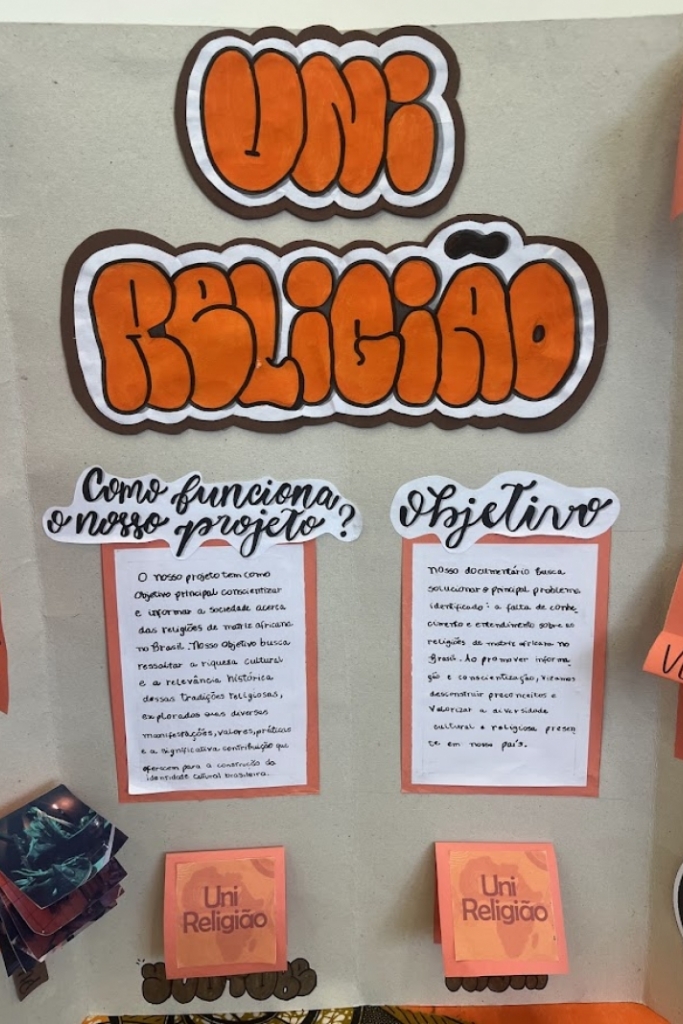 UNI
RELIGIÃO
Como funciona
o nosso projeto?
objetivo
O nosso projeto tem como
objetivo principal conscientizar
e informar a sociedade acerca
das religiões de matriz africana
no Brasil. Nosso objetivo busca
ressaltar a riqueza cultural
e a relevância histórica
dessas tradições religiosas,
explorados suas diversas
manifestações, valores, práticas
e a significativa contribuição que
oferecem para a construção da
identidade cultural brasileira.
Nosso documentário busca
solucionar o principal problema
identificado: a falta de conhe
cimento e entendimento sobre as
religiões de matriz africana no
Brasil. Ao promover informa
ção e conscientização, visamos
desconstruir preconceitos e
valorizar a diversidade
cultural e religiosa presen
te em nosso país.
Uni
Religião
Uni
Religião
YOUTUBE